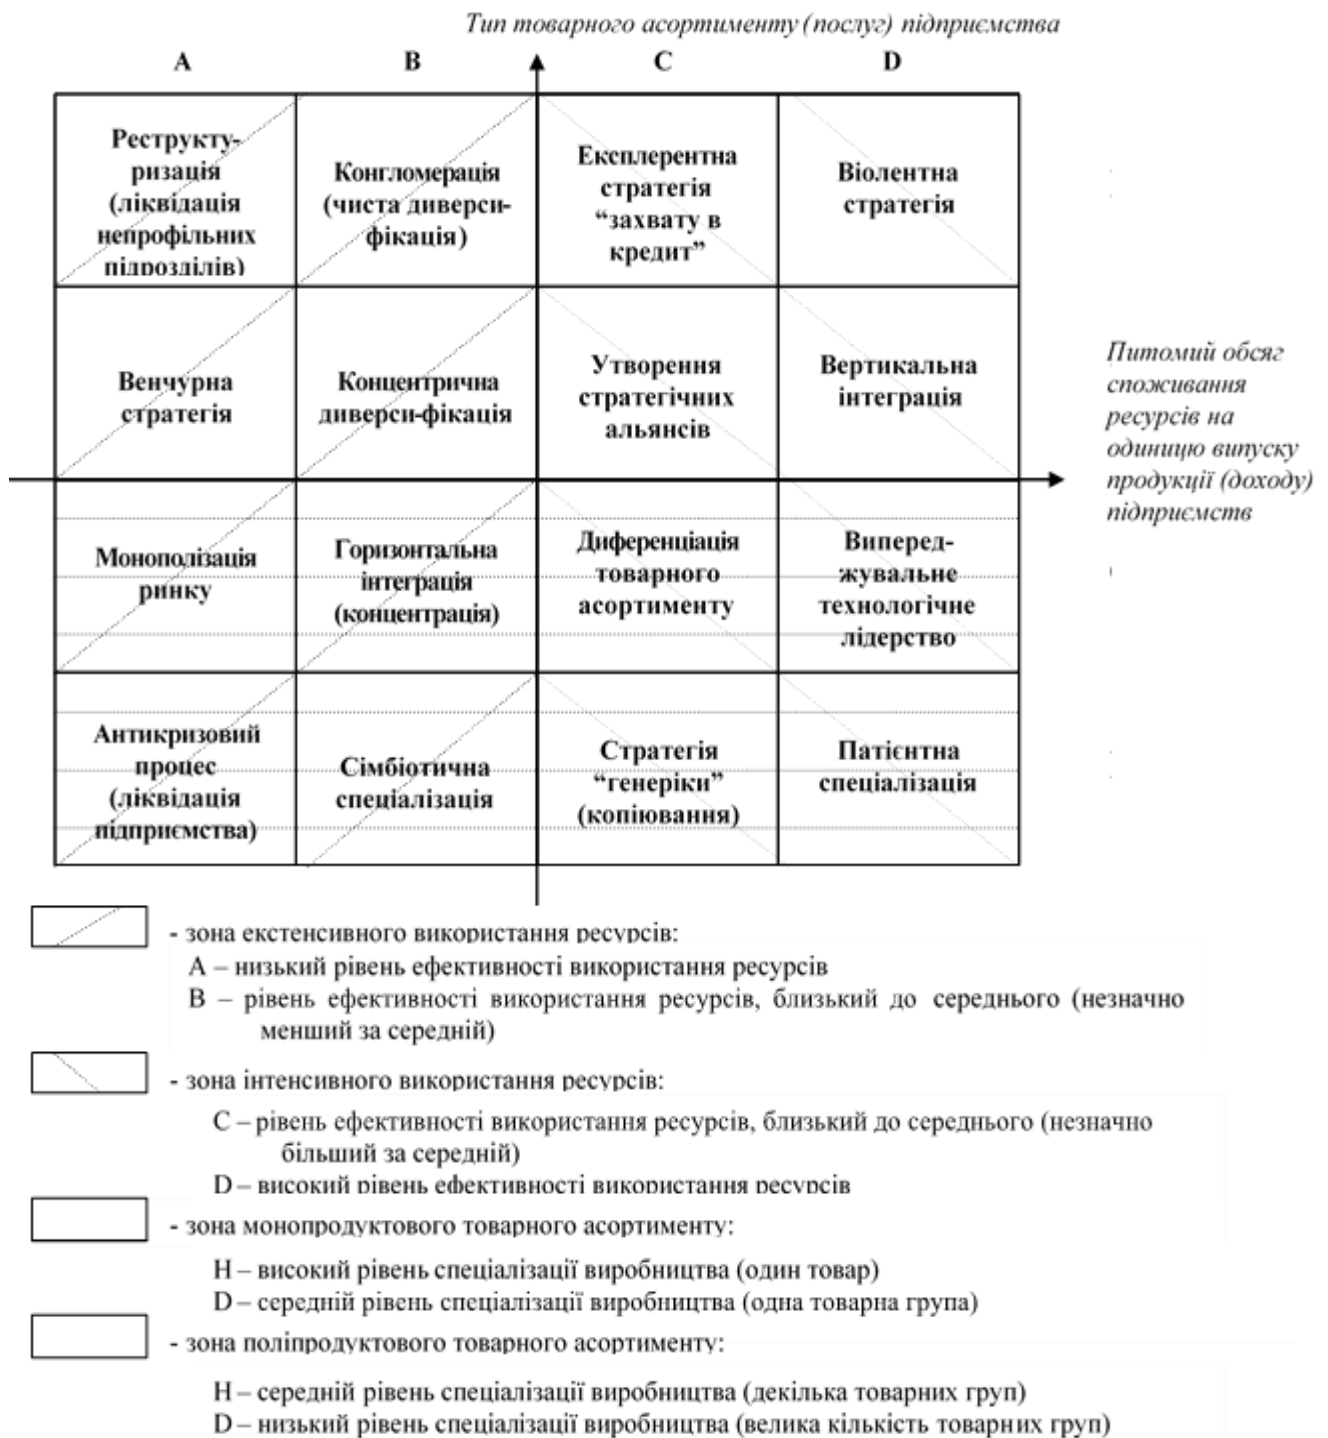 Тип товарного асортименту (послуг) підприємства
A B C D
Реструкту-
ризація
(ліквідація
непрофільних
підрозділів)
Конгломерація
(чиста диверси-
фікація)
Експлерентна
стратегія
“захвату в
кредит”
Віолентна
стратегія
Венчурна
стратегія
Концентрична
диверси-фікація
Утворення
стратегічних
альянсів
Вертикальна
інтеграція
Питомий обсяг
споживання
ресурсів на
одиницю випуску
продукції (доходу)
підприємств
Монополізація
ринку
Горизонтальна
інтеграція
(концентрація)
Диференціація
товарного
асортименту
Виперед-
жувальне
технологічне
лідерство
Антикризовий
процес
(ліквідація
підприємства)
Сімбіотична
спеціалізація
Стратегія
“генеріки”
(копіювання)
Патієнтна
спеціалізація
- зона екстенсивного використання ресурсів:
A – низький рівень ефективності використання ресурсів
B – рівень ефективності використання ресурсів, близький до середнього (незначно
менший за середній)
- зона інтенсивного використання ресурсів:
C – рівень ефективності використання ресурсів, близький до середнього (незначно
більший за середній)
D – високий рівень ефективності використання ресурсів
- зона монопродуктового товарного асортименту:
H – високий рівень спеціалізації виробництва (один товар)
D – середній рівень спеціалізації виробництва (одна товарна група)
- зона поліпродуктового товарного асортименту:
H – середній рівень спеціалізації виробництва (декілька товарних груп)
D – низький рівень спеціалізації виробництва (велика кількість товарних груп)